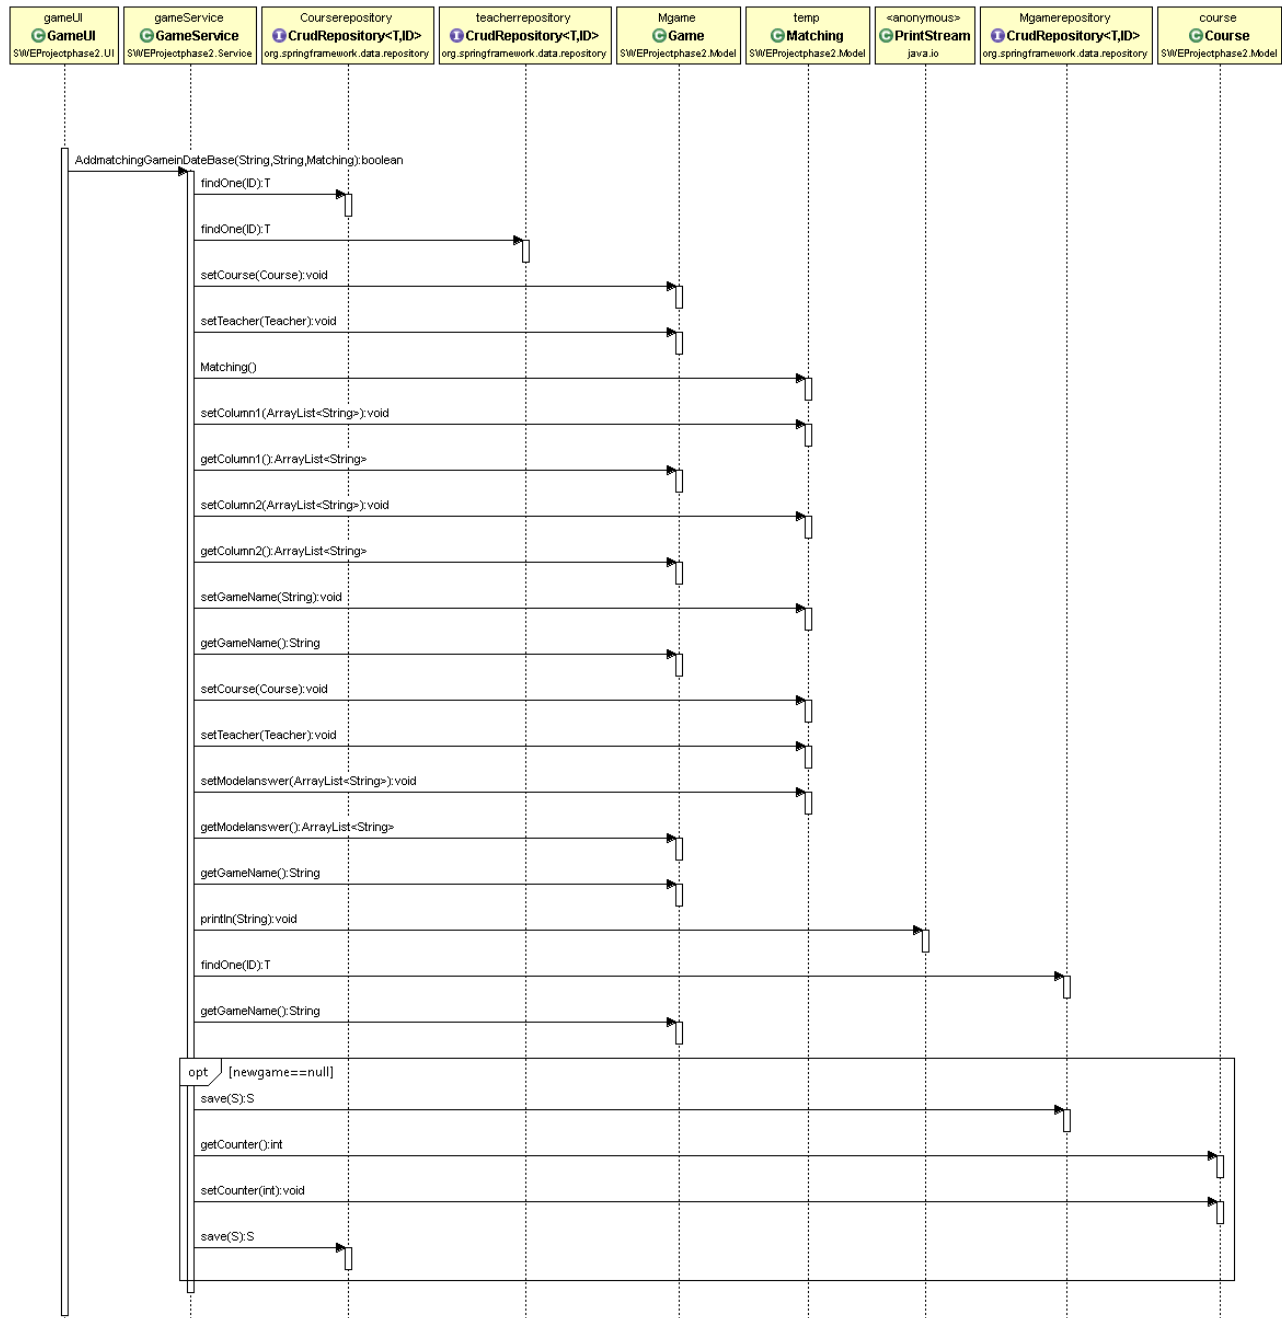 gameUI
GameUI
SWEProjectphase2.UI
gameService
GameService
SWEProjectphase2.Service
Courserepository
CrudRepository<T,ID>
org.springframework.data.repository
teacherrepository
CrudRepository<T,ID>
org.springframework.data.repository
Mgame
Game
SWEProjectphase2.Model
temp
Matching
SWEProjectphase2.Model
<anonymous>
PrintStream
java.io
Mgamerepository
CrudRepository<T,ID>
org.springframework.data.repository
course
Course
SWEProjectphase2.Model
AddmatchingGameinDateBase(String,String,Matching):boolean
findOne(ID):T
findOne(ID):T
setCourse(Course):void
setTeacher(Teacher):void
Matching()
setColumn1(ArrayList<String>):void
getColumn1():ArrayList<String>
setColumn2(ArrayList<String>):void
getColumn2():ArrayList<String>
setGameName(String):void
getGameName():String
setCourse(Course):void
setTeacher(Teacher):void
setModelanswer(ArrayList<String>):void
getModelanswer():ArrayList<String>
getGameName():String
println(String):void
findOne(ID):T
getGameName():String
opt [newgame==null]
save(S):S
getCounter():int
setCounter(int):void
save(S):S